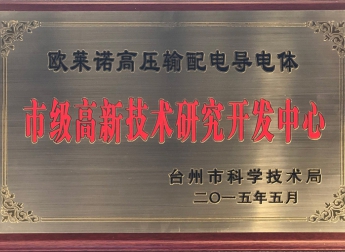 欧莱诺高压输配电导电体
市级高新技术研究开发中心
台州市科学技术局
二〇一五年五月